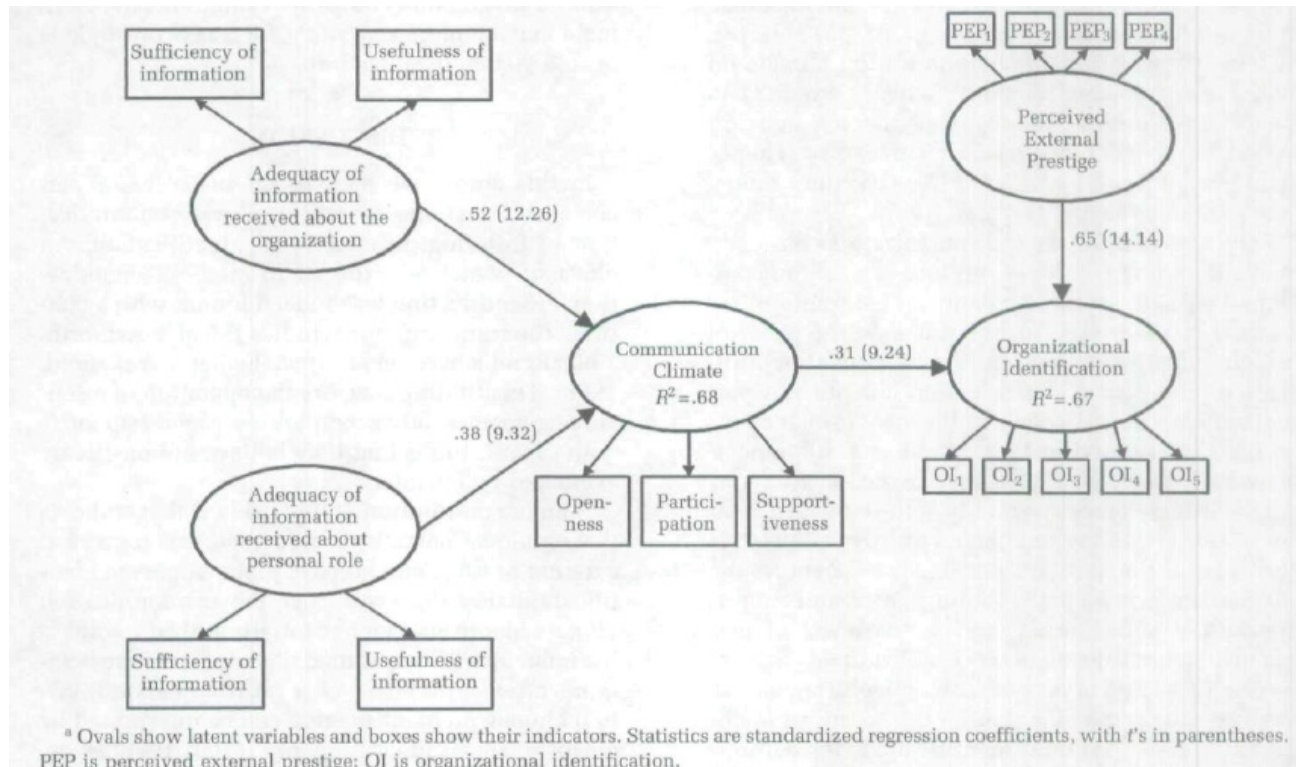 Sufficiency of
information
Usefulness of
information
Adequacy of
information
received about the
organization
.52 (12.26)
PEP₁
PEP₂
PEP₃
PEP₄
Perceived
External
Prestige
.65 (14.14)
Communication
Climate
R²=.68
.31 (9.24)
Organizational
Identification
R²=.67
.38 (9.32)
Open-
ness
Partici-
pation
Support-
iveness
OI₁
OI₂
OI₃
OI₄
OI₅
Adequacy of
information
received about
personal role
Sufficiency of
information
Usefulness of
information
ᵃ Ovals show latent variables and boxes show their indicators. Statistics are standardized regression coefficients, with t's in parentheses.
PEP is perceived external prestige; OI is organizational identification.